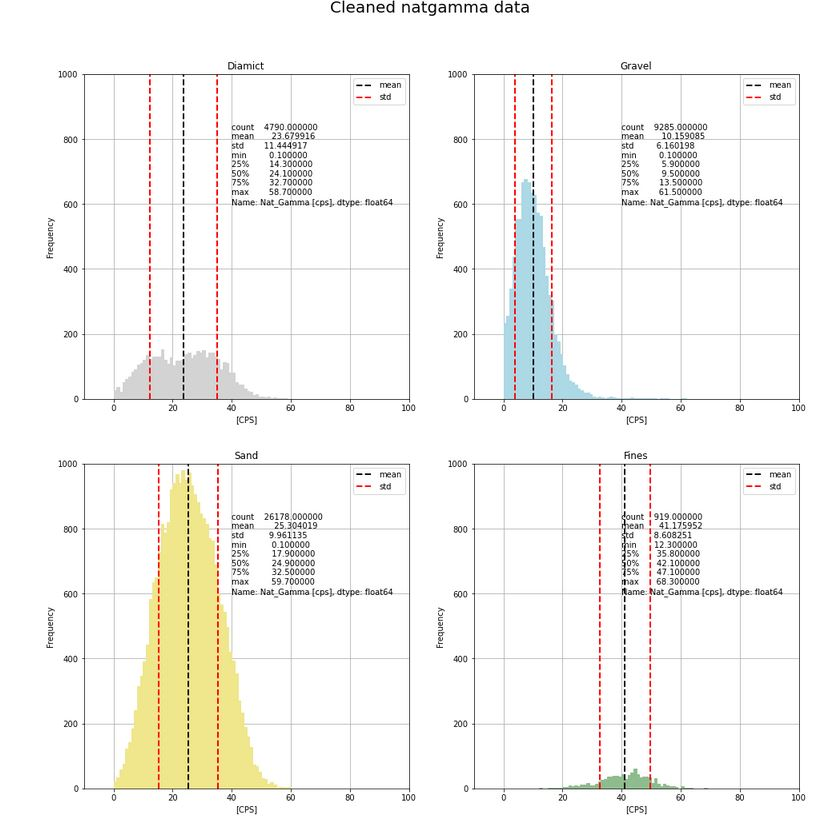 Cleaned natgamma data
Diamict
1000
800
600
400
200
0
Frequency
mean
std
count 4790.000000
mean 23.679916
std 11.444917
min 0.100000
25% 14.300000
50% 24.100000
75% 32.700000
max 58.700000
Name: Nat_Gamma [cps], dtype: float64
0 20 40 60 80 100
[CPS]
Gravel
1000
800
600
400
200
0
Frequency
mean
std
count 9285.000000
mean 10.159085
std 6.160198
min 0.100000
25% 5.900000
50% 9.500000
75% 13.500000
max 61.500000
Name: Nat_Gamma [cps], dtype: float64
0 20 40 60 80 100
[CPS]
Sand
1000
800
600
400
200
0
Frequency
mean
std
count 26178.000000
mean 25.304019
std 9.961135
min 0.100000
25% 17.900000
50% 24.900000
75% 32.500000
max 59.700000
Name: Nat_Gamma [cps], dtype: float64
0 20 40 60 80 100
[CPS]
Fines
1000
800
600
400
200
0
Frequency
mean
std
count 919.000000
mean 41.175952
std 8.608251
min 12.300000
25% 35.800000
50% 42.100000
75% 47.100000
max 68.300000
Name: Nat_Gamma [cps], dtype: float64
0 20 40 60 80 100
[CPS]